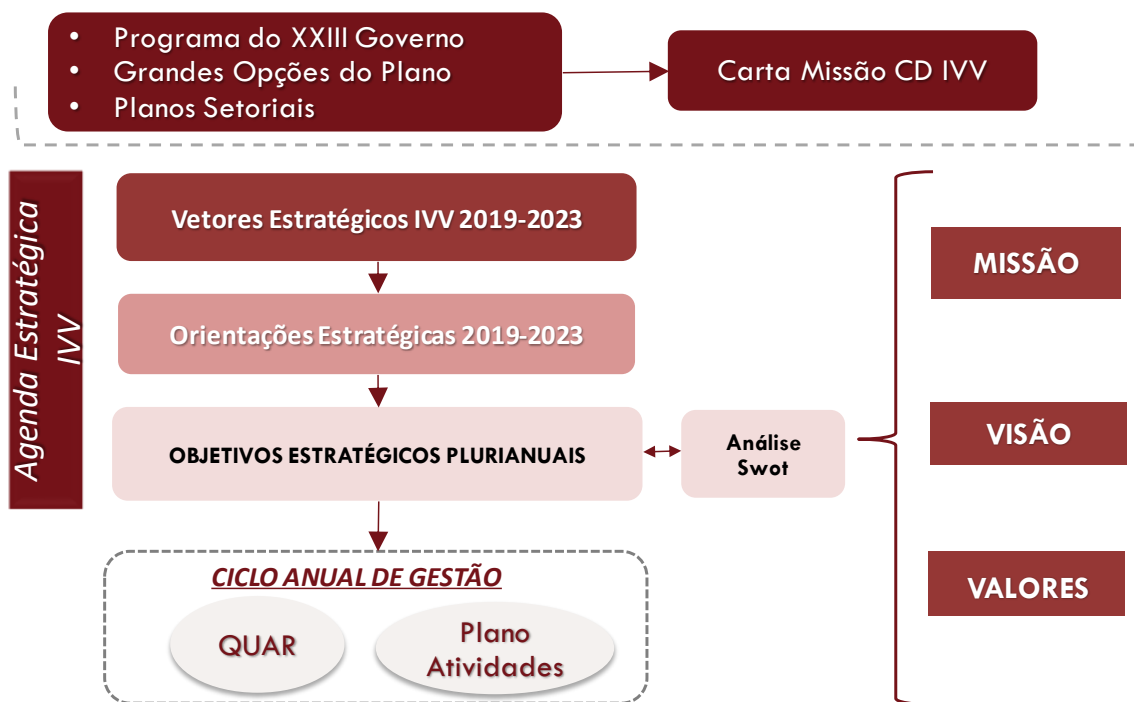 • Programa do XXIII Governo
• Grandes Opções do Plano
• Planos Setoriais
Carta Missão CD IVV
Agenda Estratégica
IVV
Vetores Estratégicos IVV 2019-2023
Orientações Estratégicas 2019-2023
OBJETIVOS ESTRATÉGICOS PLURIANUAIS
Análise
Swot
CICLO ANUAL DE GESTÃO
QUAR
Plano
Atividades
MISSÃO
VISÃO
VALORES